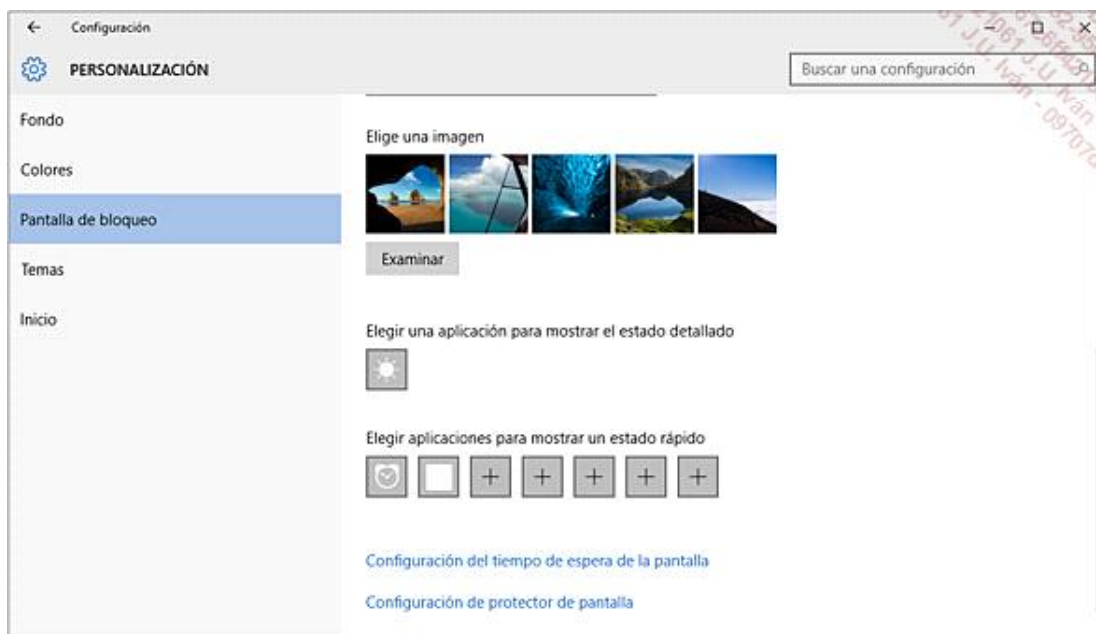 Configuración
PERSONALIZACIÓN
Buscar una configuración
Fondo
Colores
Pantalla de bloqueo
Temas
Inicio
Elige una imagen
Examinar
Elegir una aplicación para mostrar el estado detallado
Elegir aplicaciones para mostrar un estado rápido
Configuración del tiempo de espera de la pantalla
Configuración de protector de pantalla
J.U. Iván